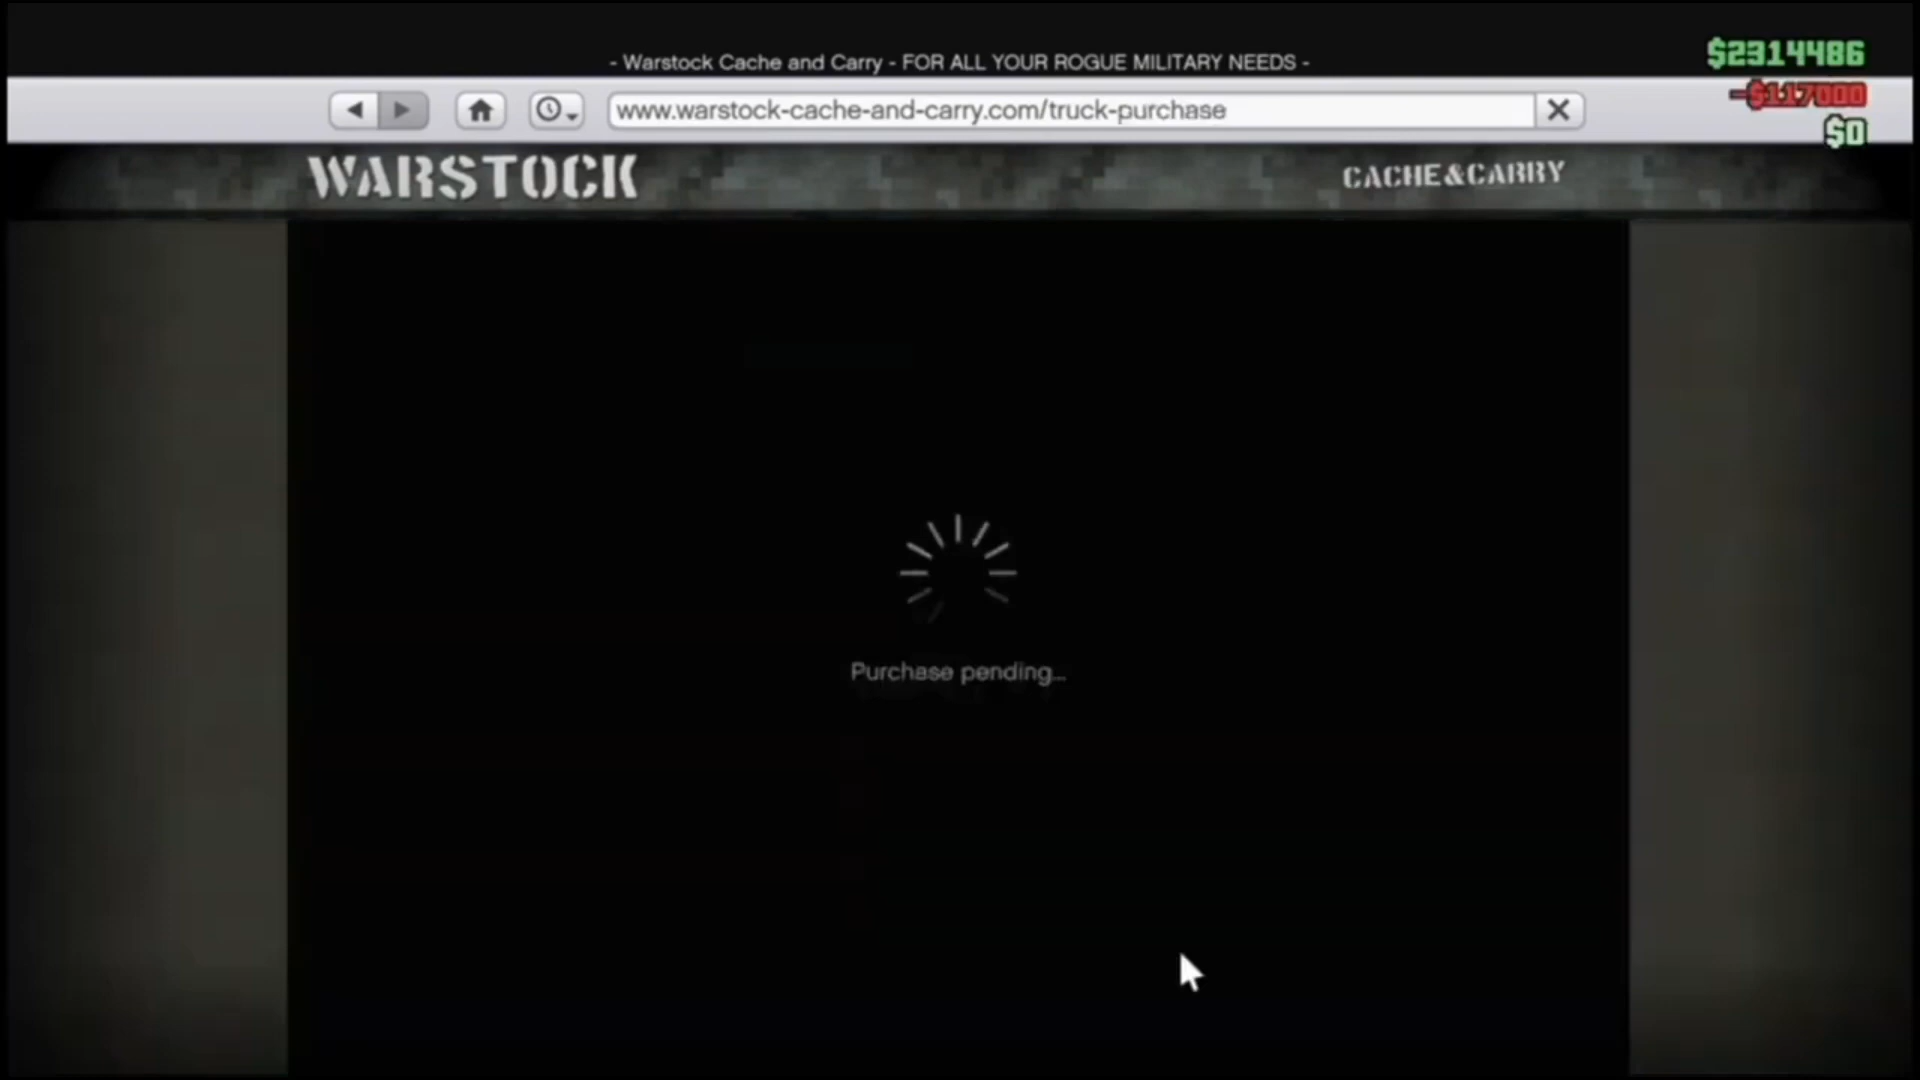 - Warstock Cache and Carry - FOR ALL YOUR ROGUE MILITARY NEEDS -
$2314486
www.warstock-cache-and-carry.com/truck-purchase
-$117000
$0
WARSTOCK
CACHE&CARRY
Purchase pending...